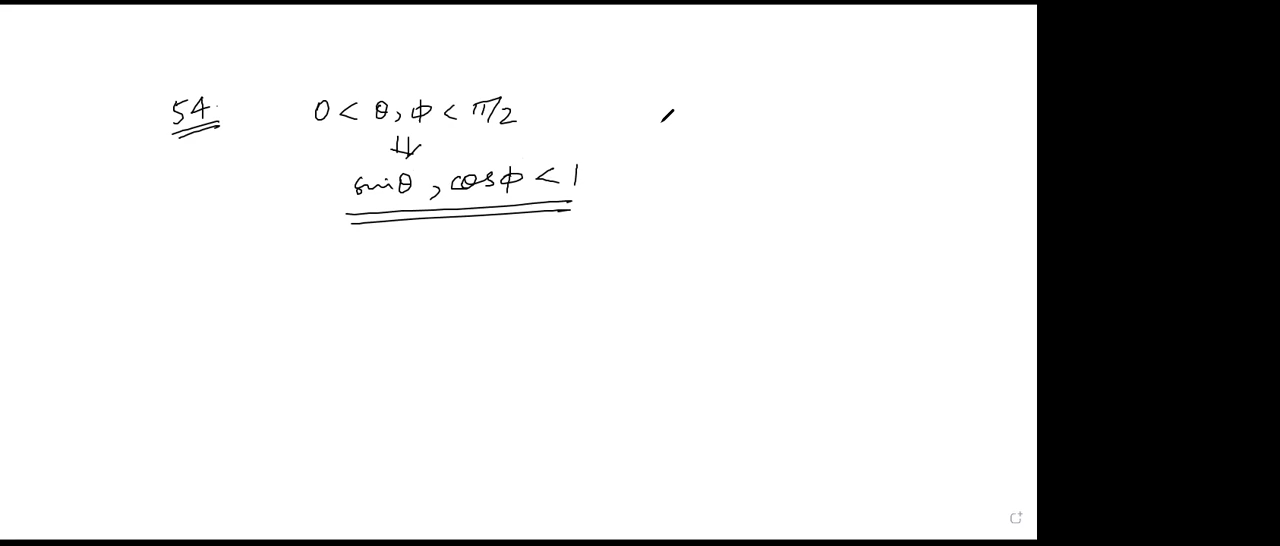 54. 0 < θ, ϕ < π/2
⇓
sinθ, cosϕ < 1